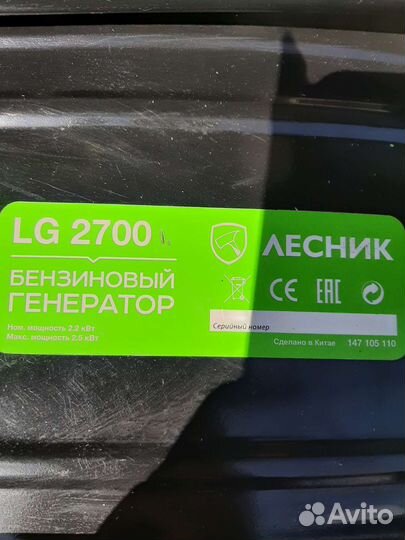 LG 2700
ЛЕСНИК
БЕНЗИНОВЫЙ
ГЕНЕРАТОР
CE EAC
Ном. мощность 2,2 кВт
Макс. мощность 2,5 кВт
Серийный номер
Сделано в Китае 147 105 110
Avito